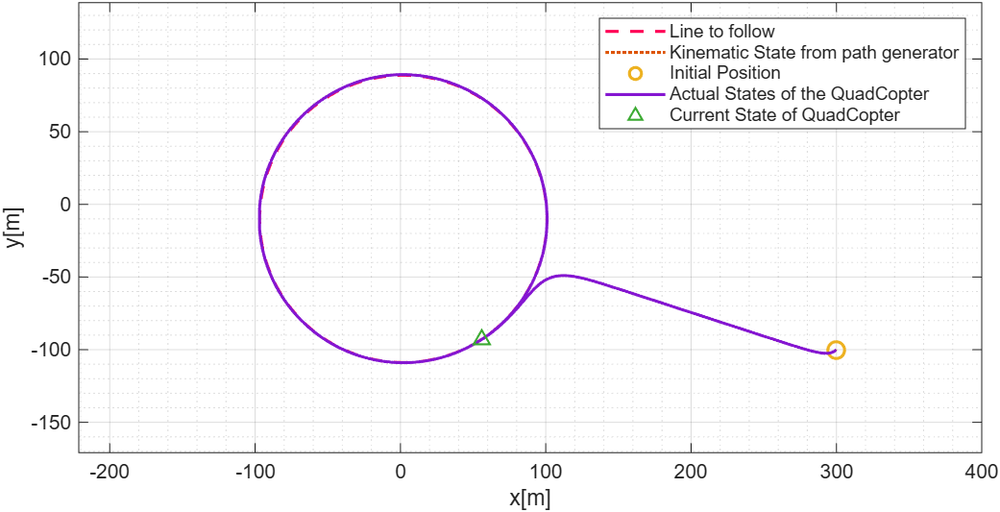 Line to follow
Kinematic State from path generator
Initial Position
Actual States of the QuadCopter
Current State of QuadCopter
100
50
0
-50
-100
-150
y[m]
-200 -100 0 100 200 300 400
x[m]